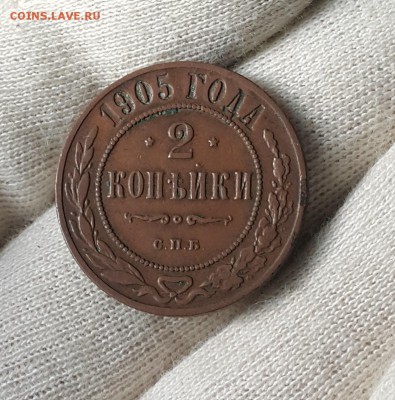 COINS.LAVE.RU
1905 ГОДА
2
КОПѢЙКИ
С.П.Б